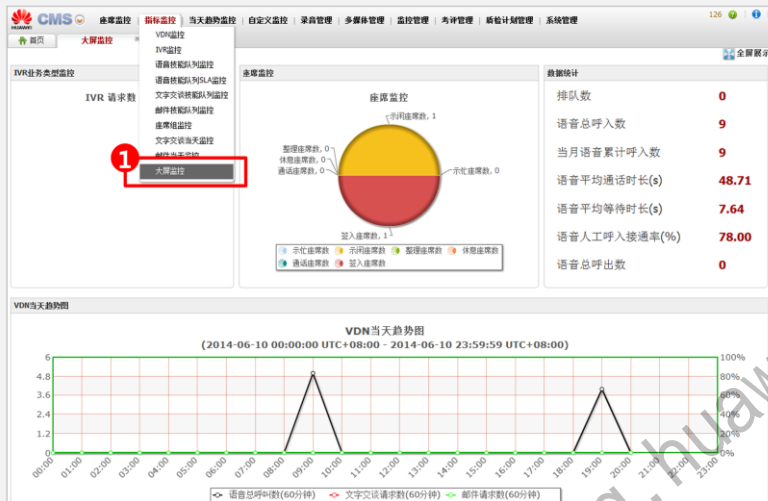 HUAWEI CMS 座席监控 | 指标监控 | 当天趋势监控 | 自定义监控 | 录音管理 | 多媒体管理 | 监控管理 | 考评管理 | 质检计划管理 | 系统管理 126
首页 大屏监控
全屏展示
VDN监控
IVR监控
语音技能队列监控
语音技能队列SLA监控
文字交谈技能队列监控
邮件技能队列监控
座席组监控
文字交谈当天监控
邮件当天监控
1
大屏监控
IVR业务类型监控
IVR 请求数
座席监控
座席监控
示闲座席数, 1
整理座席数, 0
休息座席数, 0
通话座席数, 0
示忙座席数, 0
签入座席数, 1
示忙座席数 示闲座席数 整理座席数 休息座席数
通话座席数 签入座席数
数据统计
排队数 0
语音总呼入数 9
当月语音累计呼入数 9
语音平均通话时长(s) 48.71
语音平均等待时长(s) 7.64
语音人工呼入接通率(%) 78.00
语音总呼出数 0
VDN当天趋势图
VDN当天趋势图
(2014-06-10 00:00:00 UTC+08:00 - 2014-06-10 23:59:59 UTC+08:00)
6 100%
4.8 80%
3.6 60%
2.4 40%
1.2 20%
0 0%
00:00 01:00 02:00 03:00 04:00 05:00 06:00 07:00 08:00 09:00 10:00 11:00 12:00 13:00 14:00 15:00 16:00 17:00 18:00 19:00 20:00 21:00 22:00 23:00
语音总呼叫数(60分钟) 文字交谈请求数(60分钟) 邮件请求数(60分钟)